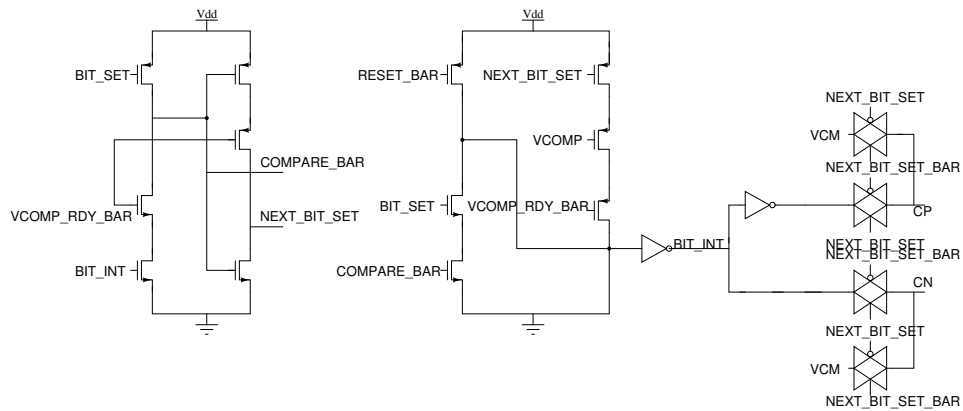 Vdd
BIT_SET
COMPARE_BAR
VCOMP_RDY_BAR
NEXT_BIT_SET
BIT_INT
Vdd
RESET_BAR
NEXT_BIT_SET
VCOMP
BIT_SET
VCOMP_RDY_BAR
COMPARE_BAR
BIT_INT
NEXT_BIT_SET
VCM
NEXT_BIT_SET_BAR
CP
NEXT_BIT_SET
NEXT_BIT_SET_BAR
CN
NEXT_BIT_SET
VCM
NEXT_BIT_SET_BAR